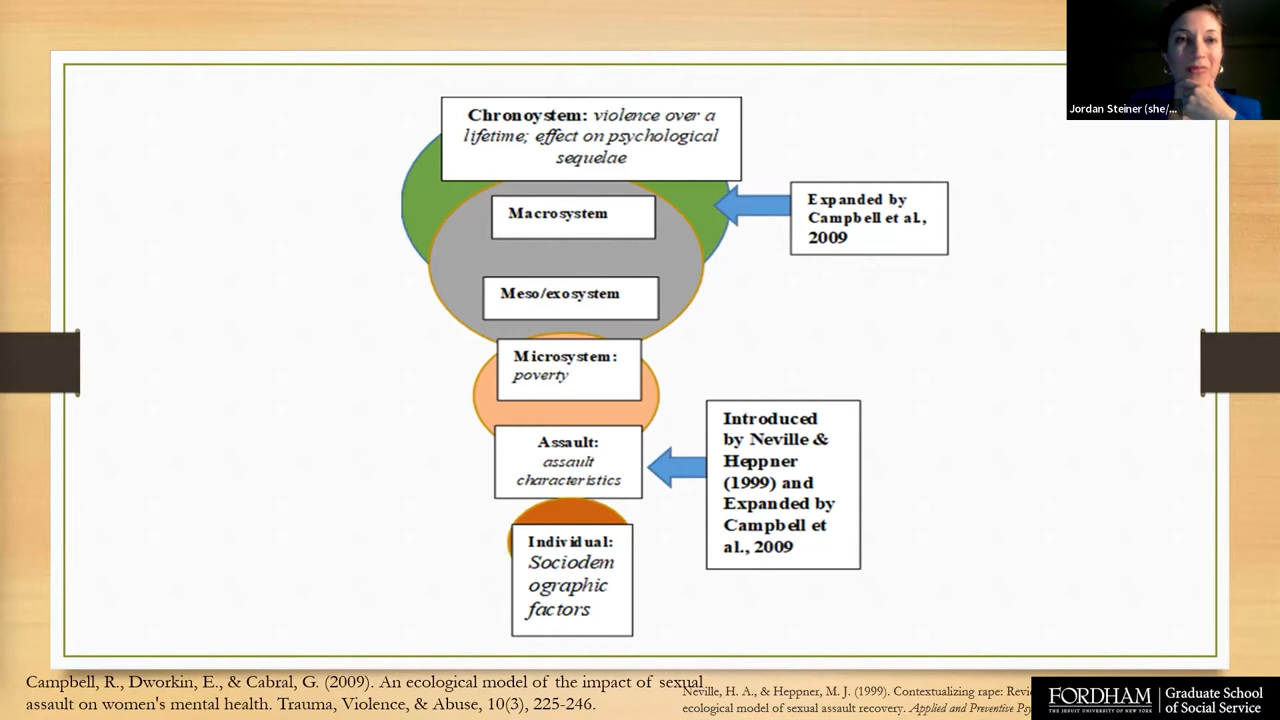 Jordan Steiner (she/...
Chronoystem: violence over a
lifetime; effect on psychological
sequelae
Macrosystem
Expanded by
Campbell et al.,
2009
Meso/exosystem
Microsystem:
poverty
Assault:
assault
characteristics
Introduced
by Neville &
Heppner
(1999) and
Expanded by
Campbell et
al., 2009
Individual:
Sociodem
ographic
factors
Campbell, R., Dworkin, E., & Cabral, G. (2009). An ecological model of the impact of sexual
assault on women's mental health. Trauma, Violence, & Abuse, 10(3), 225-246.
Neville, H. A., & Heppner, M. J. (1999). Contextualizing rape:
ecological model of sexual assault recovery. Applied and Preventive
FORDHAM
THE JESUIT UNIVERSITY OF NEW YORK
Graduate School
of Social Service